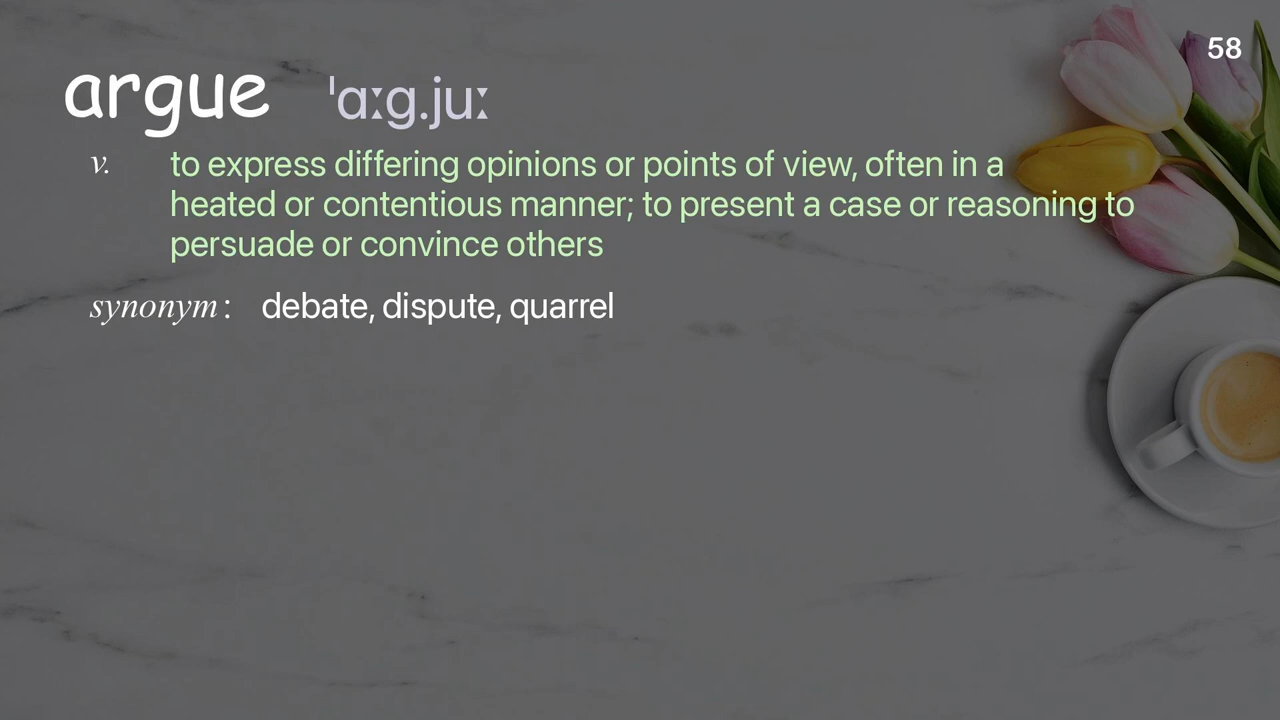 58
argue ˈɑːg.juː
v. to express differing opinions or points of view, often in a
heated or contentious manner; to present a case or reasoning to
persuade or convince others
synonym: debate, dispute, quarrel